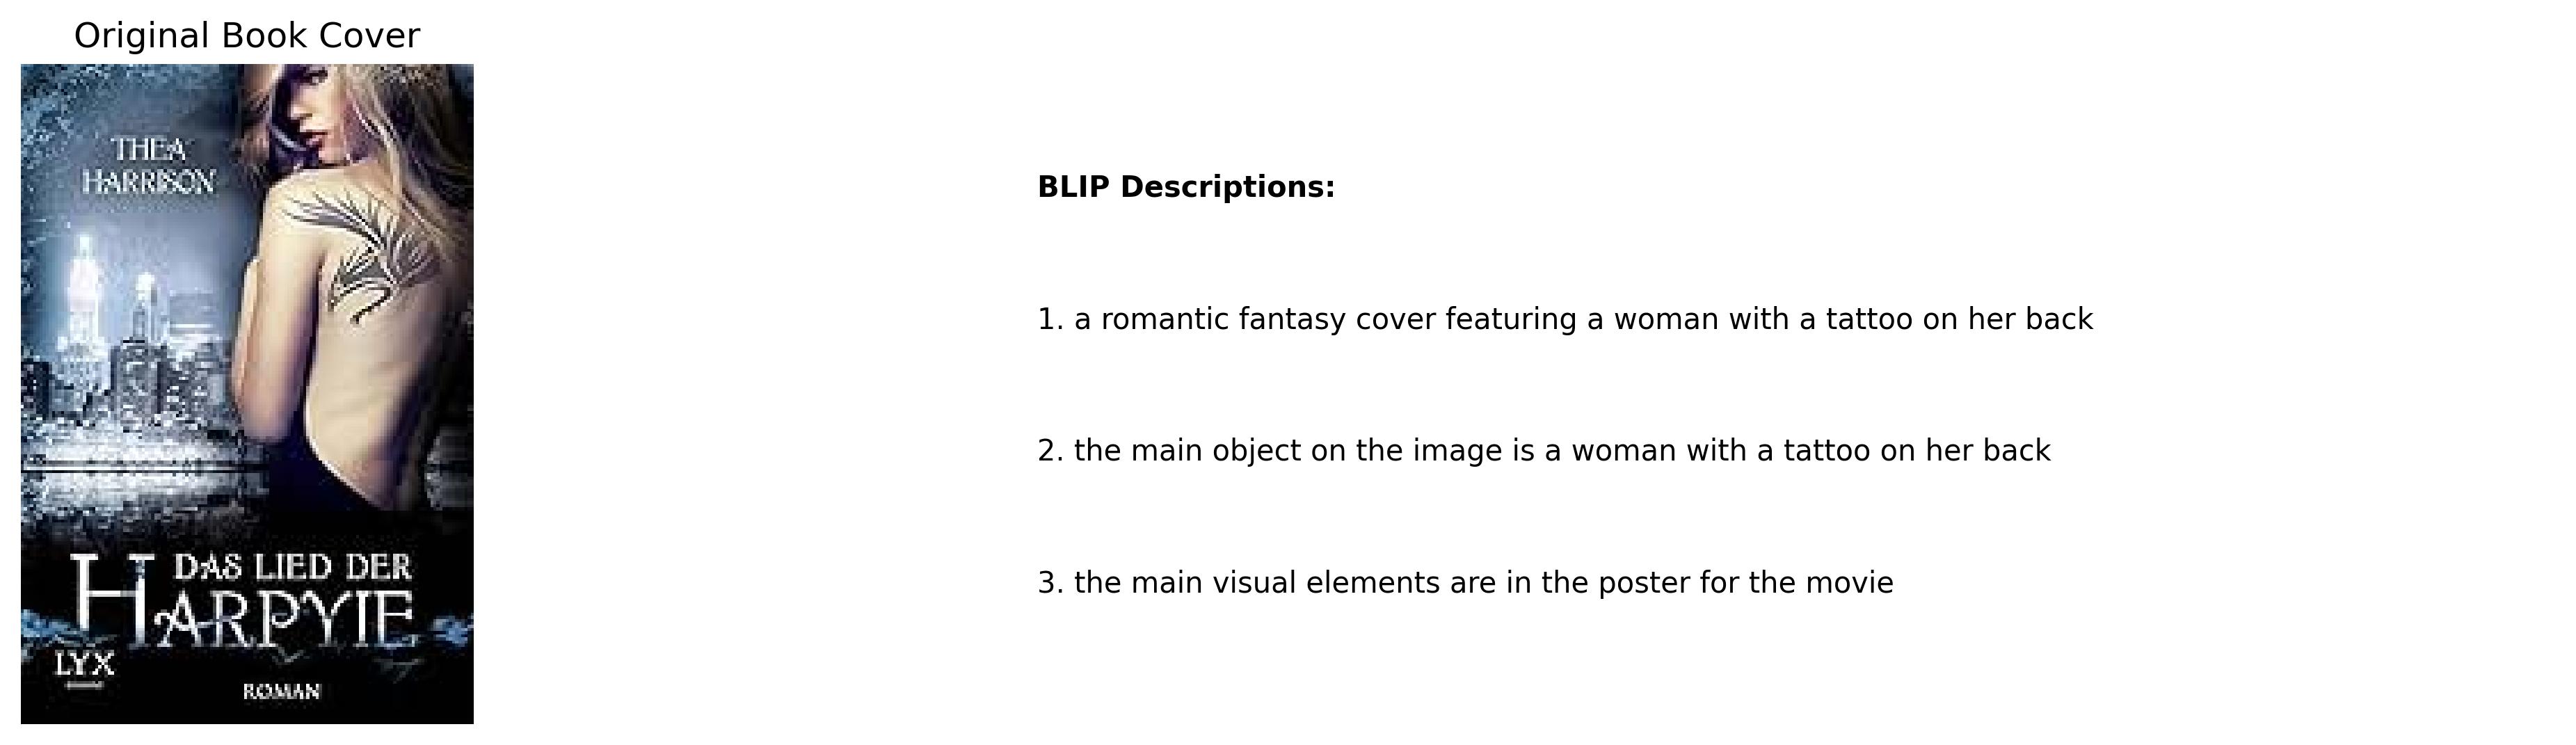 Original Book Cover
THEA
HARRISON
DAS LIED DER
HARPYIE
LYX
ROMAN
BLIP Descriptions:
1. a romantic fantasy cover featuring a woman with a tattoo on her back
2. the main object on the image is a woman with a tattoo on her back
3. the main visual elements are in the poster for the movie